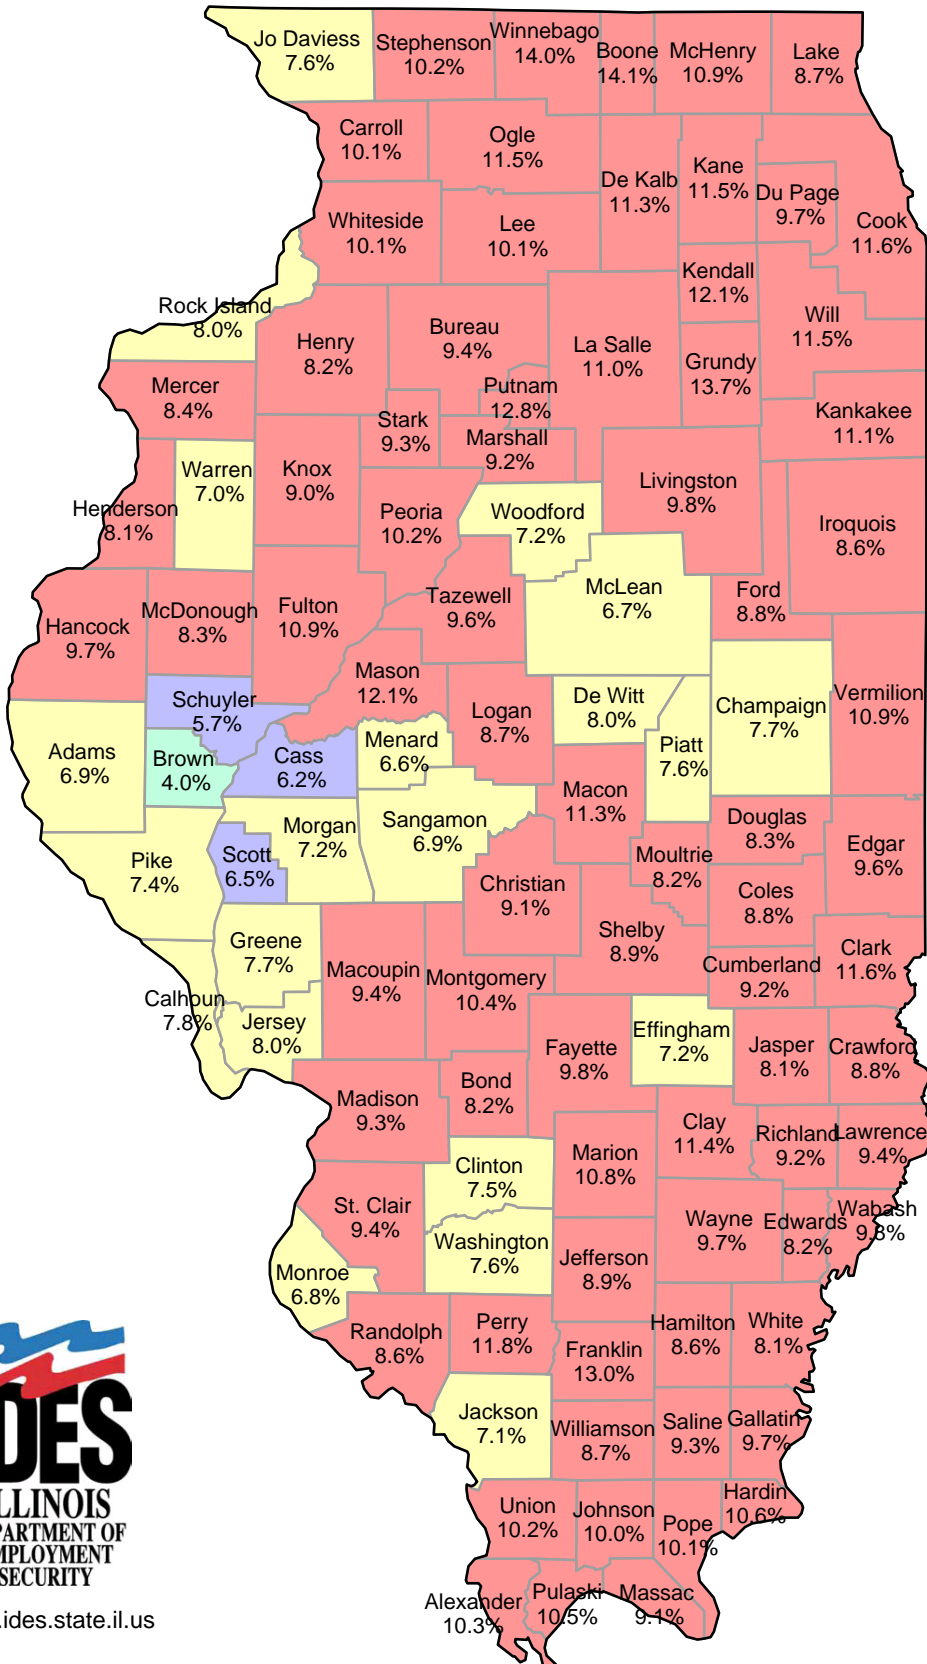 Jo Daviess
7.6%
Stephenson
10.2%
Winnebago
14.0%
Boone
14.1%
McHenry
10.9%
Lake
8.7%
Carroll
10.1%
Ogle
11.5%
De Kalb
11.3%
Kane
11.5%
Du Page
9.7%
Cook
11.6%
Whiteside
10.1%
Lee
10.1%
Kendall
12.1%
Will
11.5%
Rock Island
8.0%
Henry
8.2%
Bureau
9.4%
La Salle
11.0%
Grundy
13.7%
Mercer
8.4%
Putnam
12.8%
Stark
9.3%
Marshall
9.2%
Kankakee
11.1%
Warren
7.0%
Knox
9.0%
Henderson
8.1%
Peoria
10.2%
Woodford
7.2%
Livingston
9.8%
Iroquois
8.6%
Hancock
9.7%
McDonough
8.3%
Fulton
10.9%
Tazewell
9.6%
McLean
6.7%
Ford
8.8%
Mason
12.1%
Schuyler
5.7%
Logan
8.7%
De Witt
8.0%
Champaign
7.7%
Vermilion
10.9%
Adams
6.9%
Brown
4.0%
Cass
6.2%
Menard
6.6%
Piatt
7.6%
Macon
11.3%
Pike
7.4%
Scott
6.5%
Morgan
7.2%
Sangamon
6.9%
Douglas
8.3%
Moultrie
8.2%
Edgar
9.6%
Christian
9.1%
Coles
8.8%
Greene
7.7%
Macoupin
9.4%
Montgomery
10.4%
Shelby
8.9%
Cumberland
9.2%
Clark
11.6%
Calhoun
7.8%
Jersey
8.0%
Fayette
9.8%
Effingham
7.2%
Jasper
8.1%
Crawford
8.8%
Madison
9.3%
Bond
8.2%
Clay
11.4%
Richland
9.2%
Lawrence
9.4%
Clinton
7.5%
Marion
10.8%
St. Clair
9.4%
Washington
7.6%
Wayne
9.7%
Edwards
8.2%
Wabash
9.3%
Monroe
6.8%
Jefferson
8.9%
Randolph
8.6%
Perry
11.8%
Franklin
13.0%
Hamilton
8.6%
White
8.1%
Jackson
7.1%
Williamson
8.7%
Saline
9.3%
Gallatin
9.7%
Union
10.2%
Johnson
10.0%
Pope
10.1%
Hardin
10.6%
Alexander
10.3%
Pulaski
10.5%
Massac
9.1%
DES
LLINOIS
PARTMENT OF
MPLOYMENT
SECURITY
.ides.state.il.us